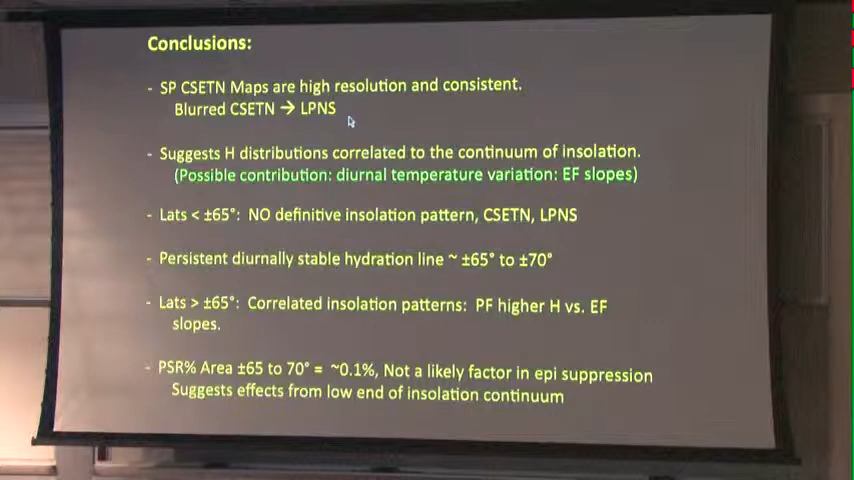 Conclusions:
- SP CSETN Maps are high resolution and consistent.
Blurred CSETN → LPNS
- Suggests H distributions correlated to the continuum of insolation.
(Possible contribution: diurnal temperature variation: EF slopes)
- Lats < ±65°: NO definitive insolation pattern, CSETN, LPNS
- Persistent diurnally stable hydration line ~ ±65° to ±70°
- Lats > ±65°: Correlated insolation patterns: PF higher H vs. EF
slopes.
- PSR% Area ±65 to 70° = ~0.1%, Not a likely factor in epi suppression
Suggests effects from low end of insolation continuum